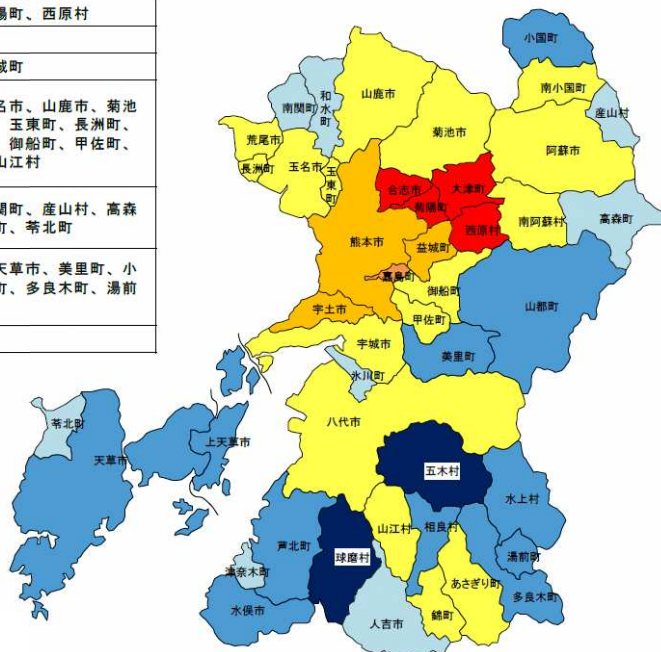 陽町、西原村
城町
名市、山鹿市、菊池
玉東町、長洲町、
御船町、甲佐町、
山江村
関町、産山村、高森
町、苓北町
天草市、美里町、小
町、多良木町、湯前
小国町
南小国町
産山村
山鹿市
和水町
南関町
菊池市
阿蘇市
荒尾市
長洲町
玉名市
玉東町
合志市
大津町
菊陽町
西原村
南阿蘇村
高森町
熊本市
益城町
嘉島町
御船町
山都町
宇土市
甲佐町
宇城市
美里町
氷川町
八代市
苓北町
天草市
上天草市
五木村
水上村
山江村
相良村
芦北町
球磨村
湯前町
津奈木町
あさぎり町
多良木町
水俣市
錦町
人吉市